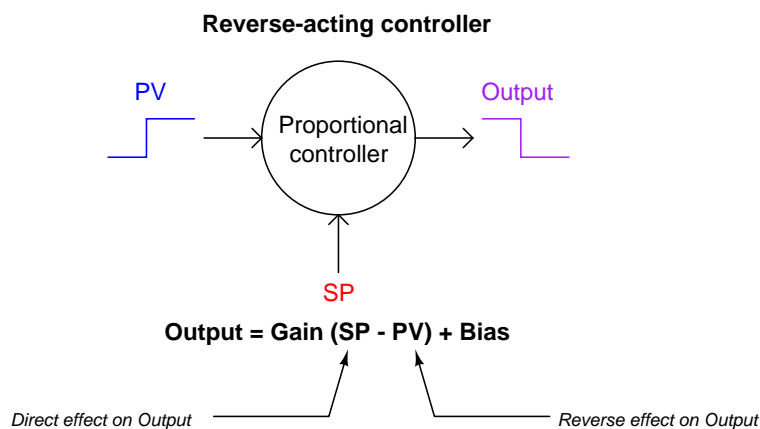 Reverse-acting controller
PV
Output
Proportional
controller
SP
Output = Gain (SP - PV) + Bias
Direct effect on Output
Reverse effect on Output